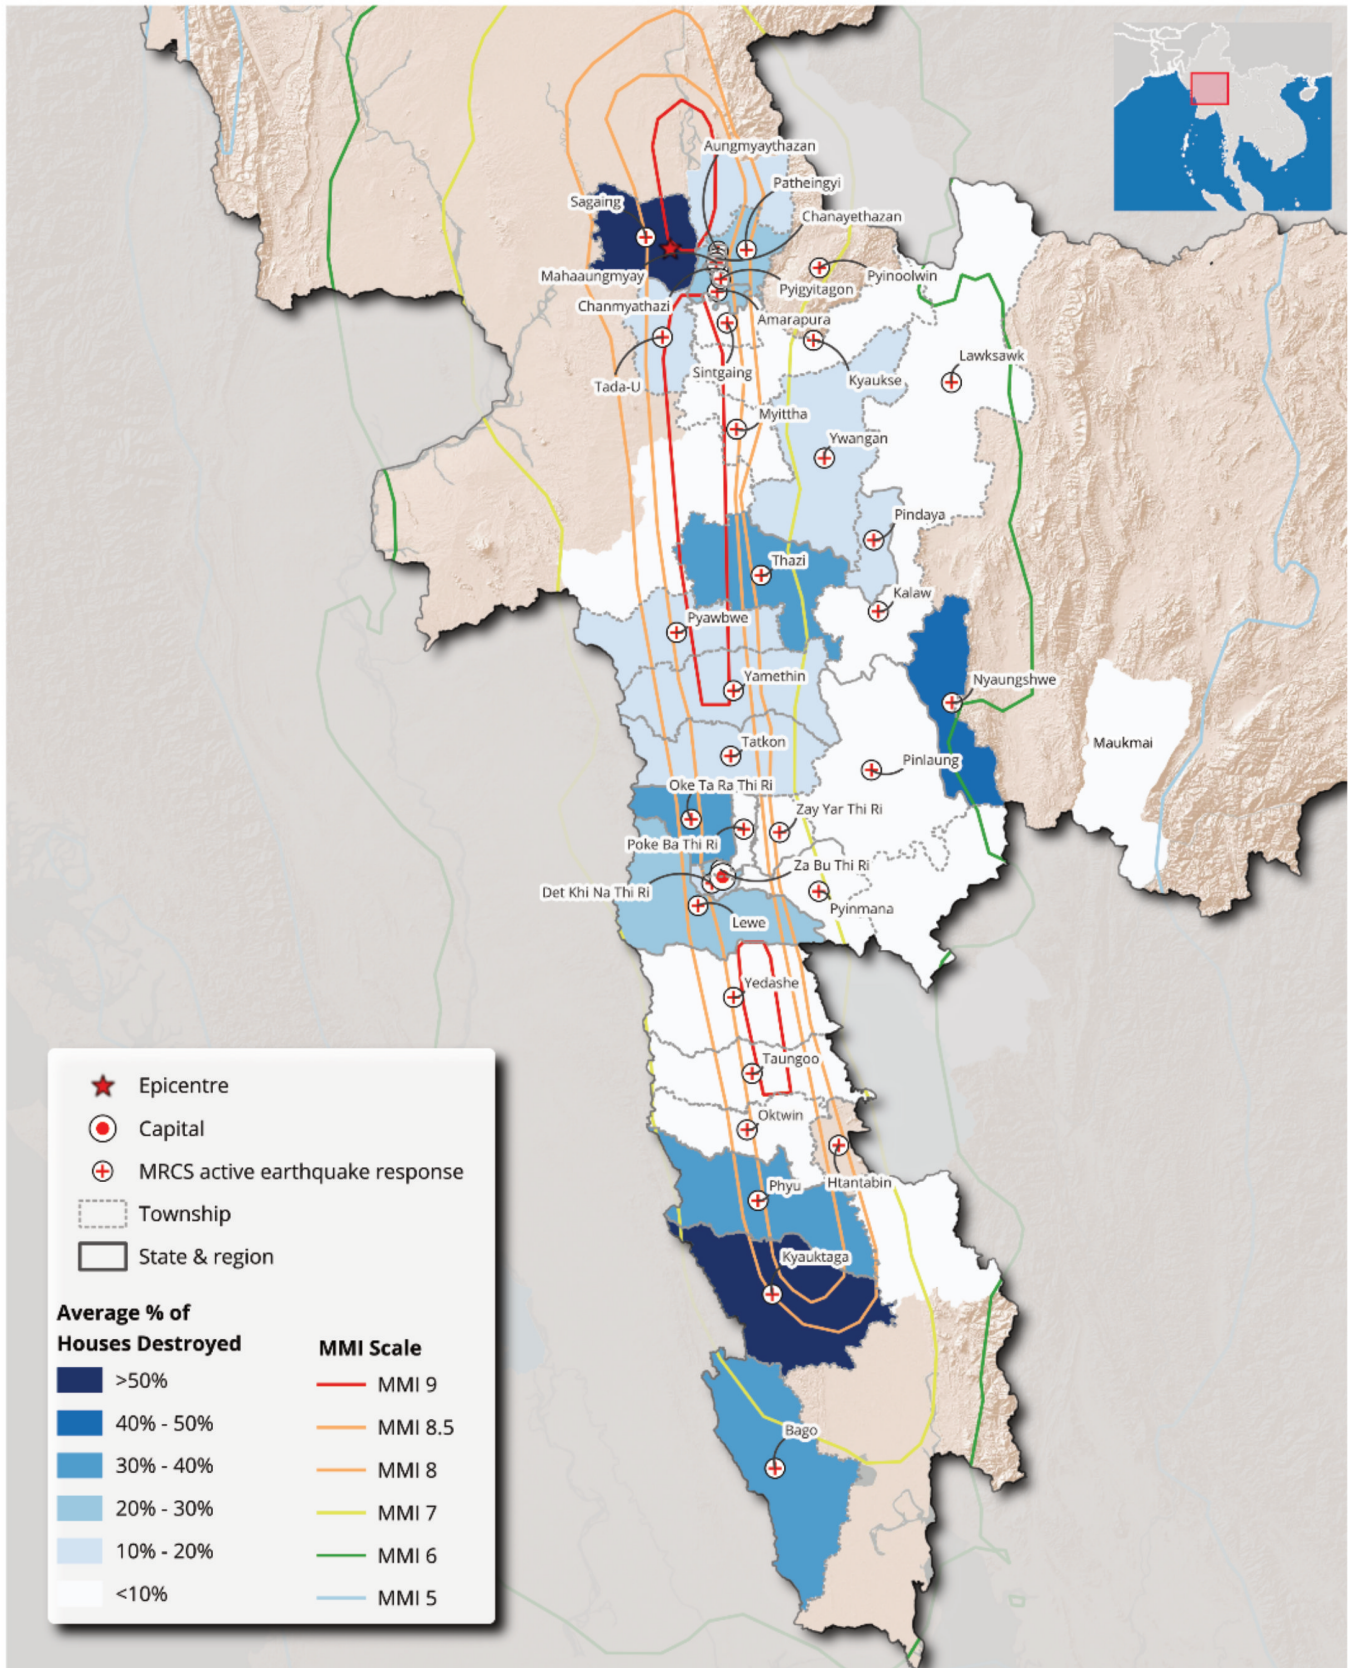 Aungmyaythazan
Patheingyi
Sagaing
Chanayethazan
Mahaaungmyay
Pyinoolwin
Pyigyitagon
Chanmyathazi
Amarapura
Lawksawk
Sintgaing
Kyaukse
Tada-U
Myittha
Ywangan
Pindaya
Thazi
Kalaw
Pyawbwe
Yamethin
Nyaungshwe
Tatkon
Maukmai
Pinlaung
Oke Ta Ra Thi Ri
Zay Yar Thi Ri
Poke Ba Thi Ri
Za Bu Thi Ri
Det Khi Na Thi Ri
Pyinmana
Lewe
Yedashe
Taungoo
Oktwin
Htantabin
Phyu
Kyauktaga
Bago
Epicentre
Capital
MRCS active earthquake response
Township
State & region
Average % of
Houses Destroyed
>50%
40% - 50%
30% - 40%
20% - 30%
10% - 20%
<10%
MMI Scale
MMI 9
MMI 8.5
MMI 8
MMI 7
MMI 6
MMI 5